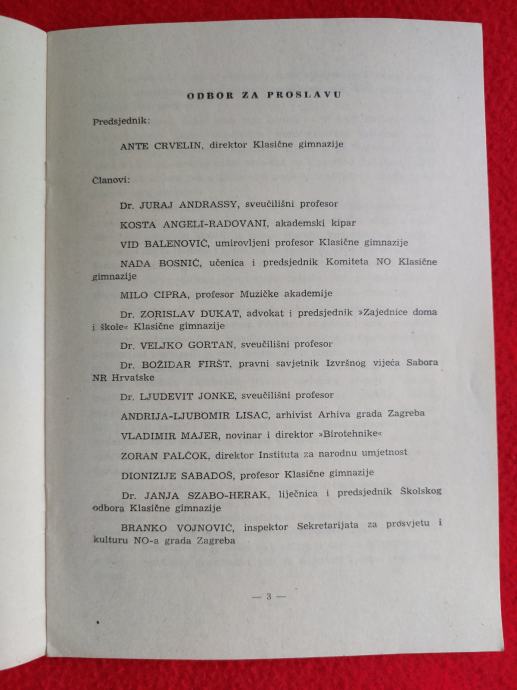 ODBOR ZA PROSLAVU
Predsjednik:
ANTE CRVELIN, direktor Klasične gimnazije
Članovi:
Dr. JURAJ ANDRASSY, sveučilišni profesor
KOSTA ANGELI-RADOVANI, akademski kipar
VID BALENOVIĆ, umirovljeni profesor Klasične gimnazije
NADA BOSNIĆ, učenica i predsjednik Komiteta NO Klasične
gimnazije
MILO CIPRA, profesor Muzičke akademije
Dr. ZORISLAV DUKAT, advokat i predsjednik »Zajednice doma
i škole« Klasične gimnazije
Dr. VELJKO GORTAN, sveučilišni profesor
Dr. BOŽIDAR FIRŠT, pravni savjetnik Izvršnog vijeća Sabora
NR Hrvatske
Dr. LJUDEVIT JONKE, sveučilišni profesor
ANDRIJA-LJUBOMIR LISAC, arhivist Arhiva grada Zagreba
VLADIMIR MAJER, novinar i direktor »Birotehnike«
ZORAN PALČOK, direktor Instituta za narodnu umjetnost
DIONIZIJE SABADOŠ, profesor Klasične gimnazije
Dr. JANJA SZABO-HERAK, liječnica i predsjednik Školskog
odbora Klasične gimnazije
BRANKO VOJNOVIĆ, inspektor Sekretarijata za prosvjetu i
kulturu NO-a grada Zagreba
— 3 —